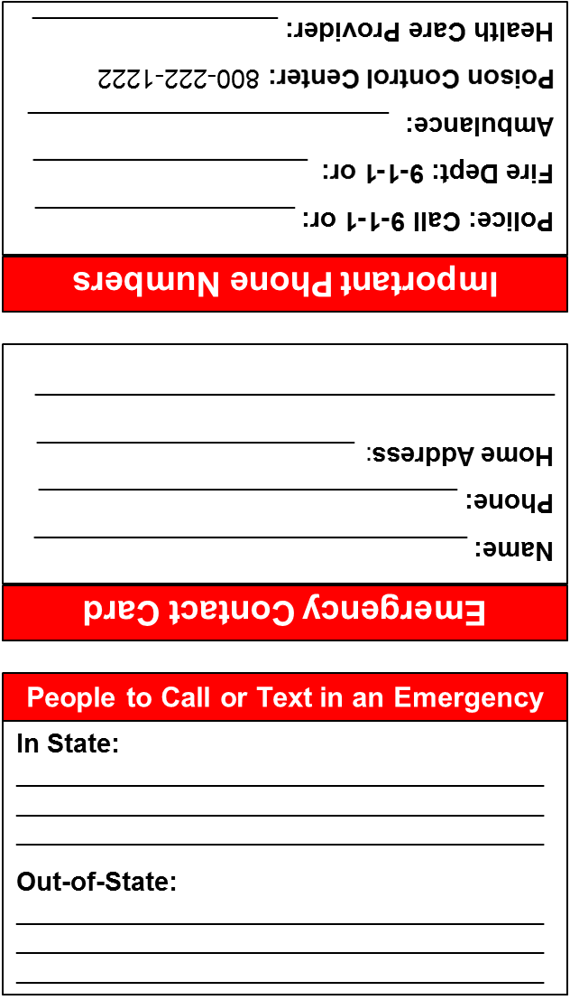 Important Phone Numbers
Police: Call 9-1-1 or:
Fire Dept: 9-1-1 or:
Ambulance:
Poison Control Center: 800-222-1222
Health Care Provider:
Emergency Contact Card
Name:
Phone:
Home Address:
People to Call or Text in an Emergency
In State:
Out-of-State: